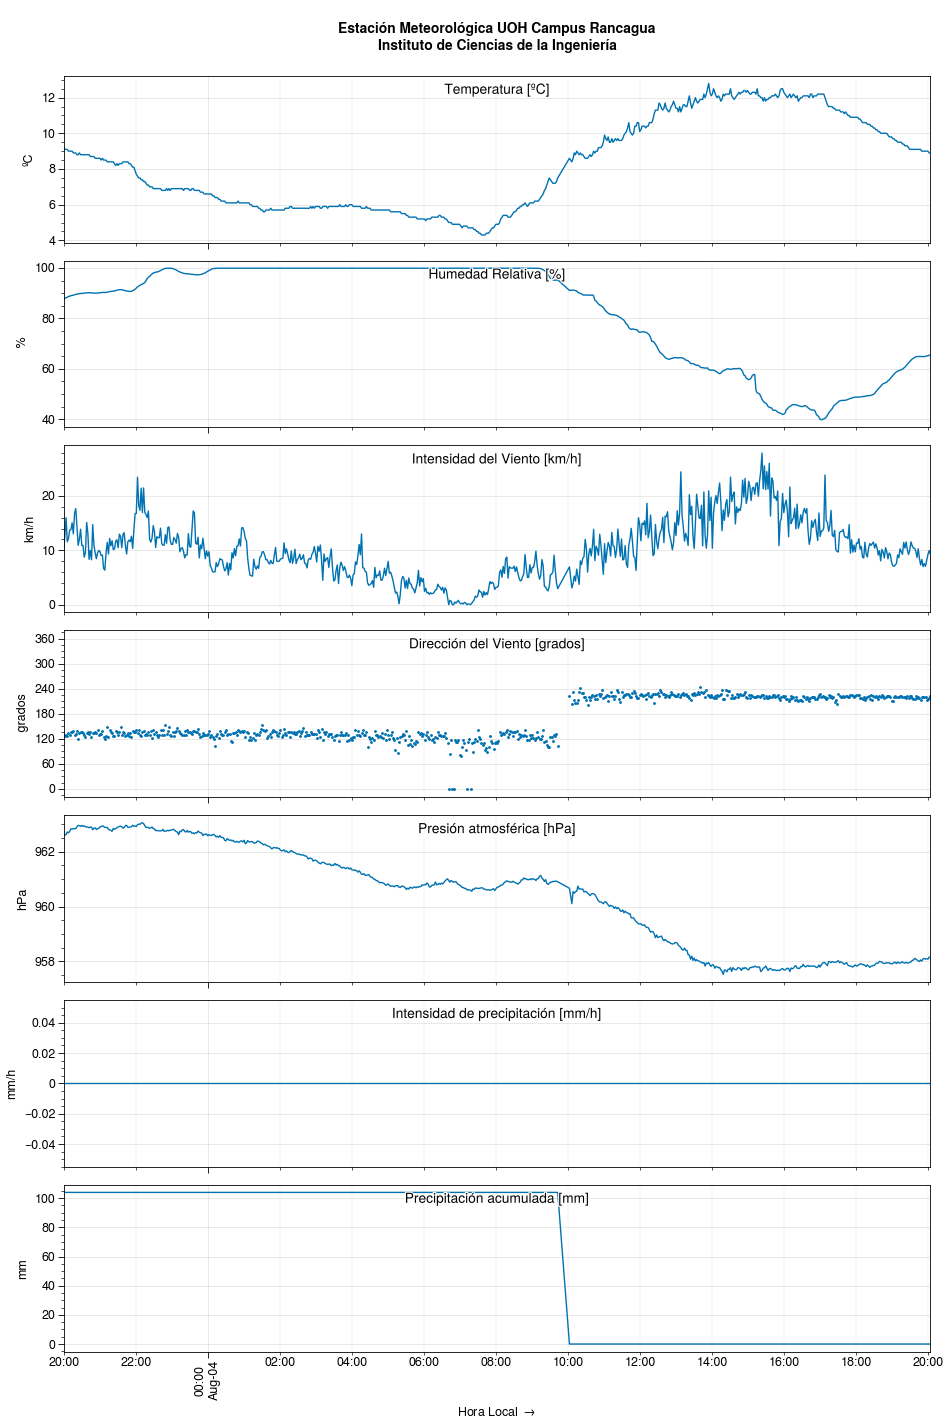 Estación Meteorológica UOH Campus Rancagua
Instituto de Ciencias de la Ingeniería
Temperatura [ºC]
ºC
12
10
8
6
4
Humedad Relativa [%]
%
100
80
60
40
Intensidad del Viento [km/h]
km/h
20
10
0
Dirección del Viento [grados]
grados
360
300
240
180
120
60
0
Presión atmosférica [hPa]
hPa
962
960
958
Intensidad de precipitación [mm/h]
mm/h
0.04
0.02
0
−0.02
−0.04
Precipitación acumulada [mm]
mm
100
80
60
40
20
0
20:00 22:00 00:00 02:00 04:00 06:00 08:00 10:00 12:00 14:00 16:00 18:00 20:00
Aug-04
Hora Local →